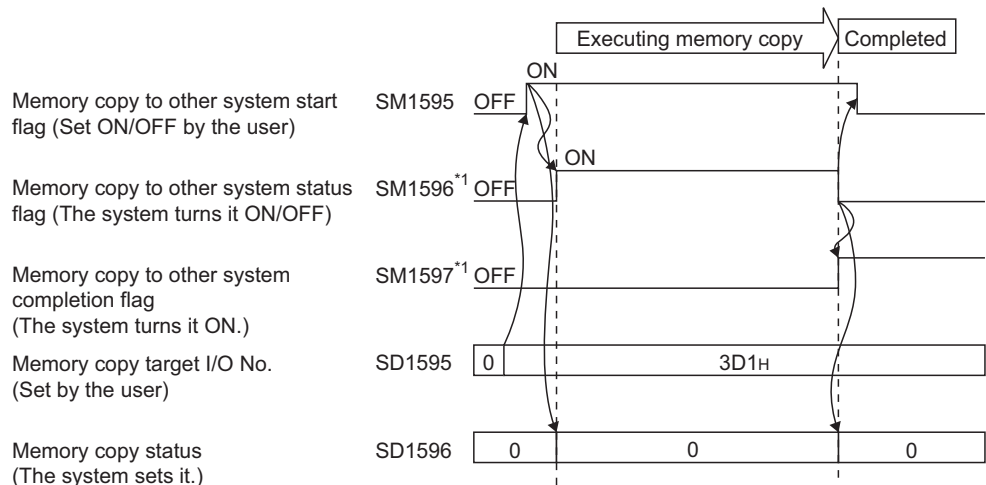 Executing memory copy Completed
ON
Memory copy to other system start SM1595 OFF
flag (Set ON/OFF by the user)
ON
Memory copy to other system status SM1596*1 OFF
flag (The system turns it ON/OFF)
Memory copy to other system SM1597*1 OFF
completion flag
(The system turns it ON.)
Memory copy target I/O No. SD1595 0 3D1H
(Set by the user)
Memory copy status SD1596 0 0 0
(The system sets it.)